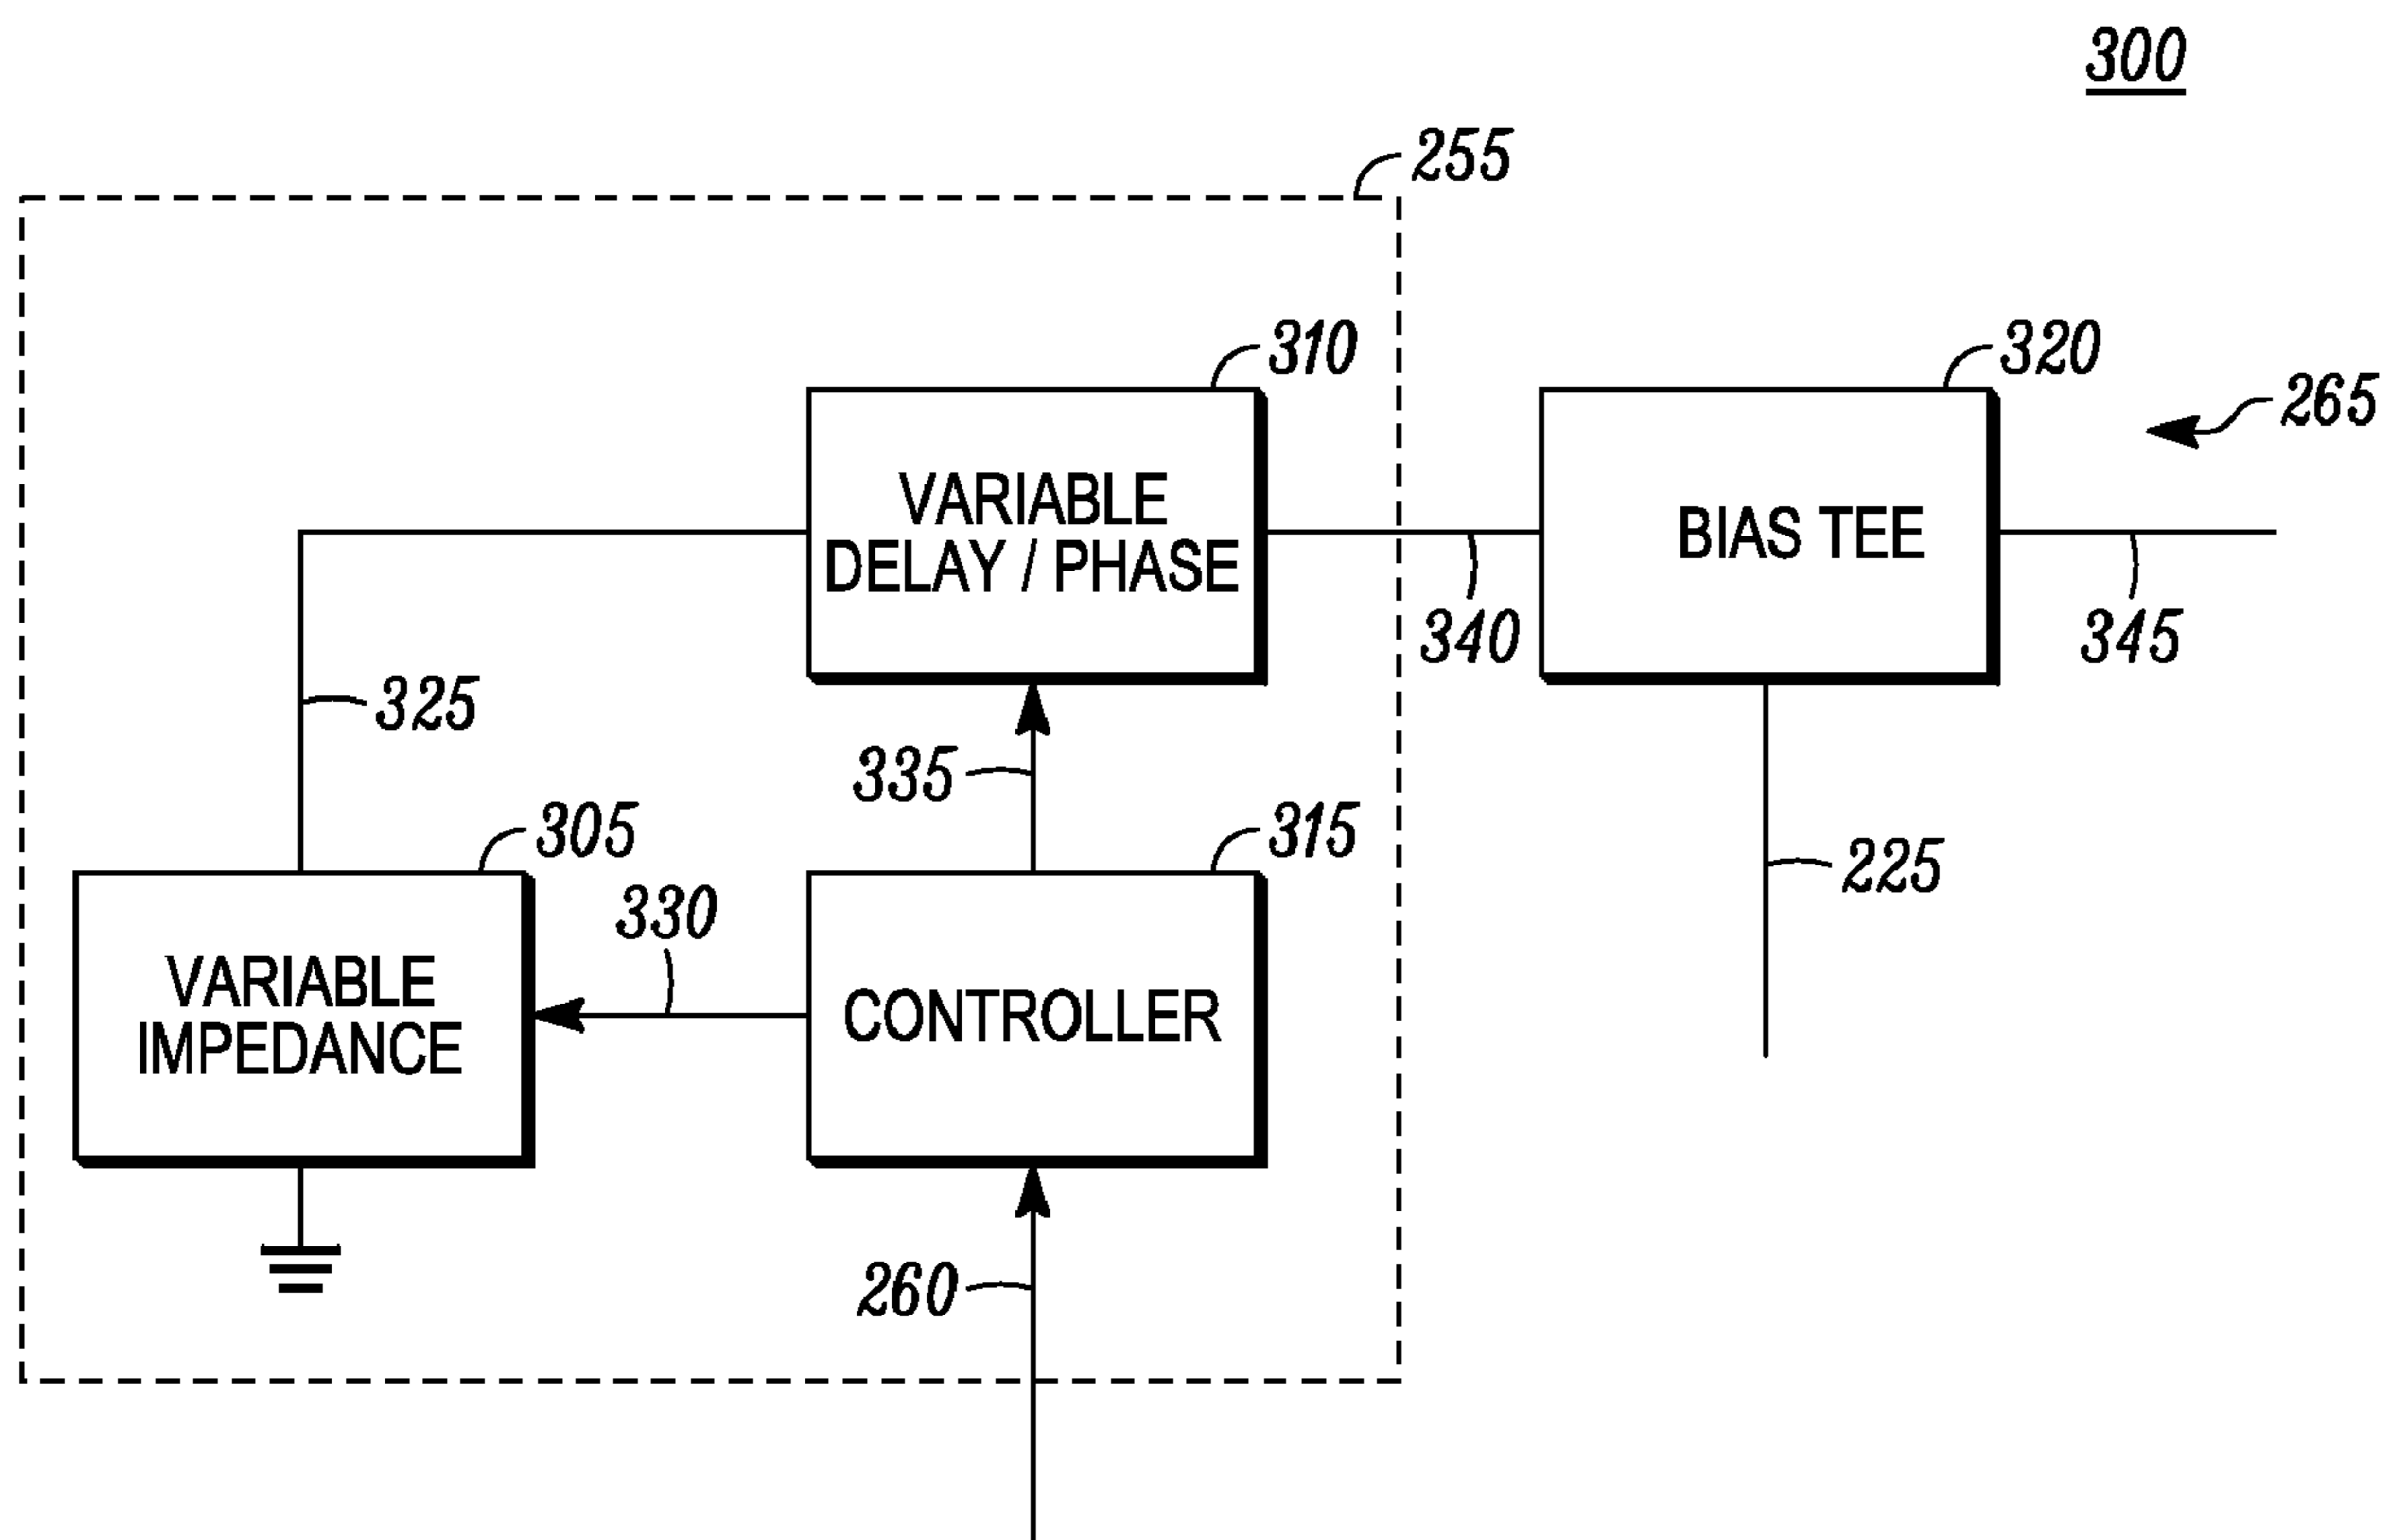 300
255
310
320
265
VARIABLE
DELAY / PHASE
BIAS TEE
340
345
325
335
305
315
225
330
VARIABLE
IMPEDANCE
CONTROLLER
260